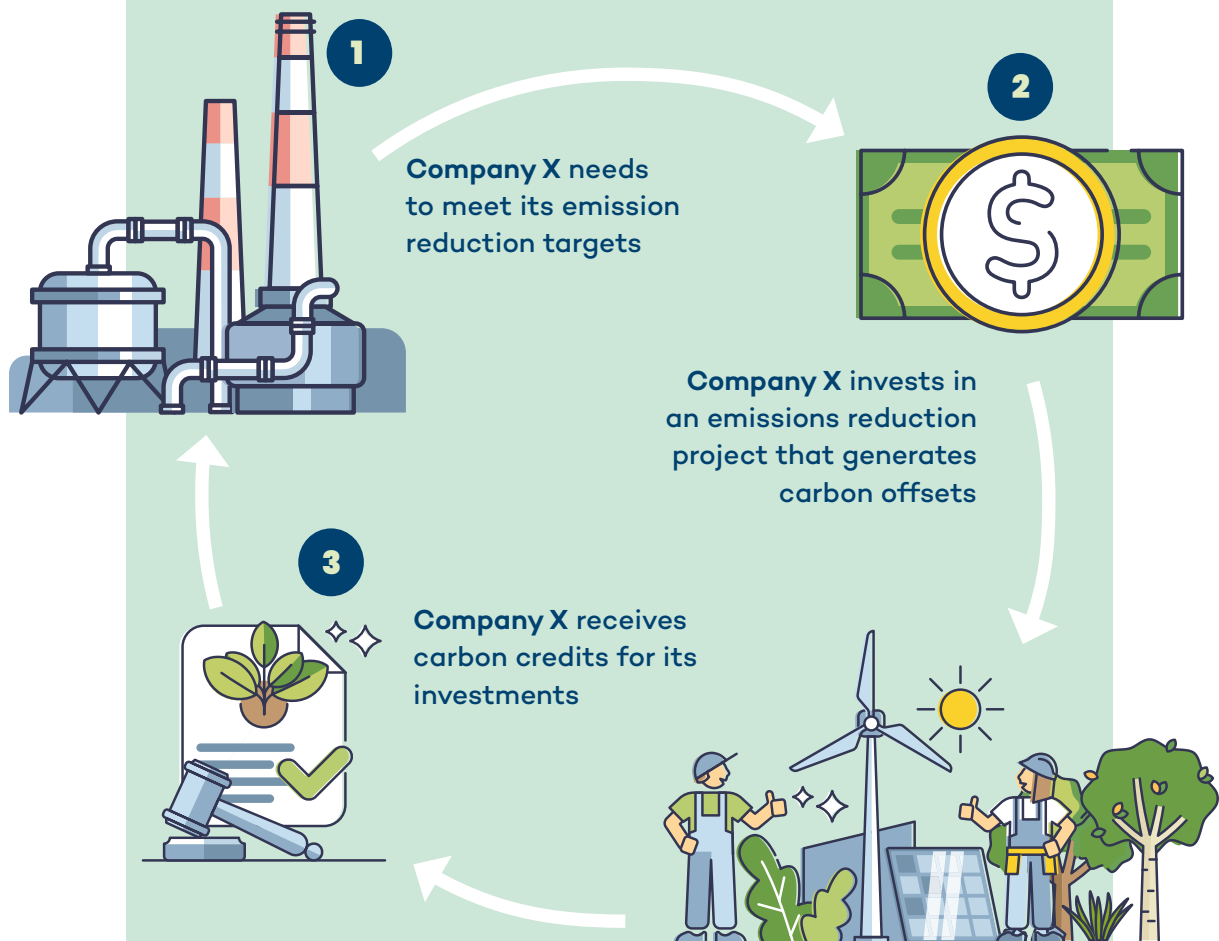 1
Company X needs
to meet its emission
reduction targets
2
Company X invests in
an emissions reduction
project that generates
carbon offsets
3
Company X receives
carbon credits for its
investments